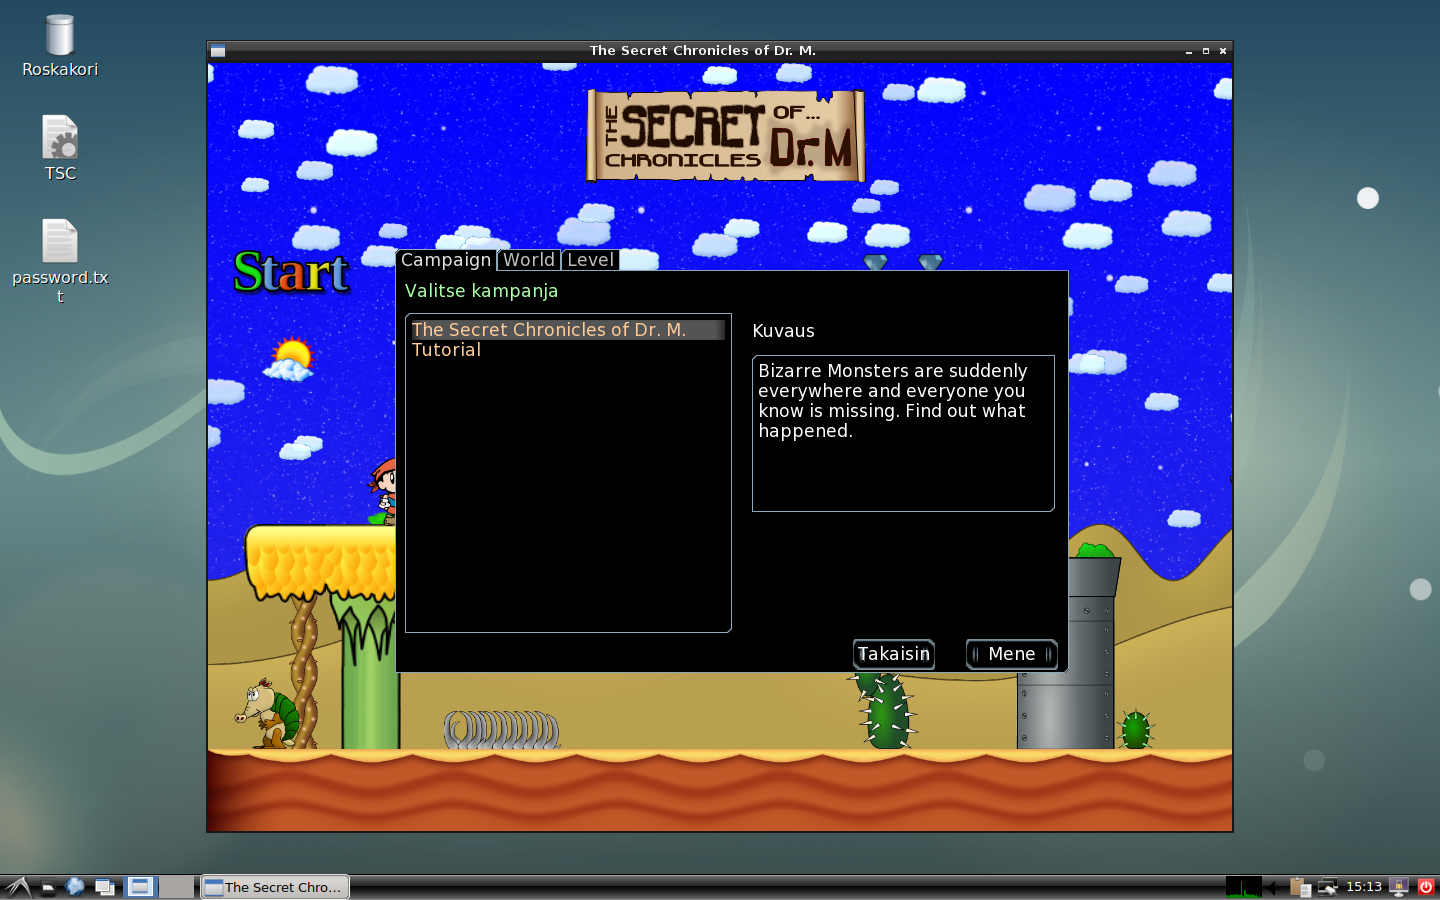 Roskakori
TSC
password.tx
t
The Secret Chronicles of Dr. M.
THE SECRET OF...
CHRONICLES Dr.M
Start
Campaign World Level
Valitse kampanja
The Secret Chronicles of Dr. M.
Tutorial
Kuvaus
Bizarre Monsters are suddenly
everywhere and everyone you
know is missing. Find out what
happened.
Takaisin Mene
The Secret Chro...
15:13